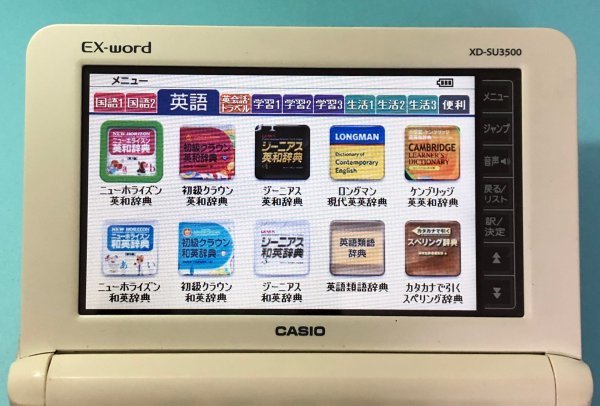 EX-word
XD-SU3500
メニュー
国語1 国語2 英語 英会話 トラベル 学習1 学習2 学習3 生活1 生活2 生活3 便利
NEW HORIZON
ニューホライズン
英和辞典
初級クラウン
英和辞典
ジーニアス
英和辞典
LONGMAN
Dictionary of
Contemporary
English
CAMBRIDGE
LEARNER'S
DICTIONARY
ニューホライズン
英和辞典
初級クラウン
英和辞典
ジーニアス
英和辞典
ロングマン
現代英英辞典
ケンブリッジ
英英和辞典
NEW HORIZON
ニューホライズン
和英辞典
初級クラウン
和英辞典
ジーニアス
和英辞典
英語類語
辞典
カタカナで引く
スペリング辞典
ニューホライズン
和英辞典
初級クラウン
和英辞典
ジーニアス
和英辞典
英語類語辞典
カタカナで引く
スペリング辞典
メニュー
ジャンプ
音声
戻る/
リスト
訳/
決定
CASIO